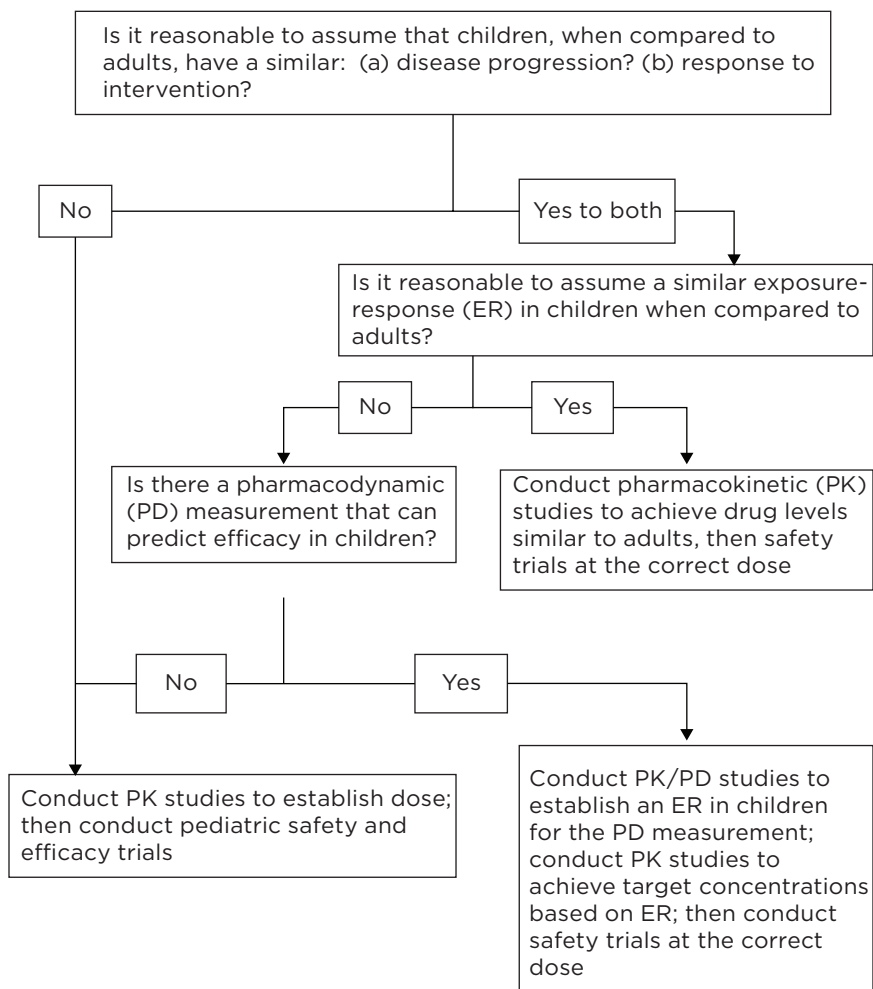 Is it reasonable to assume that children, when compared to
adults, have a similar: (a) disease progression? (b) response to
intervention?
No
Yes to both
Is it reasonable to assume a similar exposure-
response (ER) in children when compared to
adults?
No
Yes
Is there a pharmacodynamic
(PD) measurement that can
predict efficacy in children?
Conduct pharmacokinetic (PK)
studies to achieve drug levels
similar to adults, then safety
trials at the correct dose
No
Yes
Conduct PK studies to establish dose;
then conduct pediatric safety and
efficacy trials
Conduct PK/PD studies to
establish an ER in children
for the PD measurement;
conduct PK studies to
achieve target concentrations
based on ER; then conduct
safety trials at the correct
dose